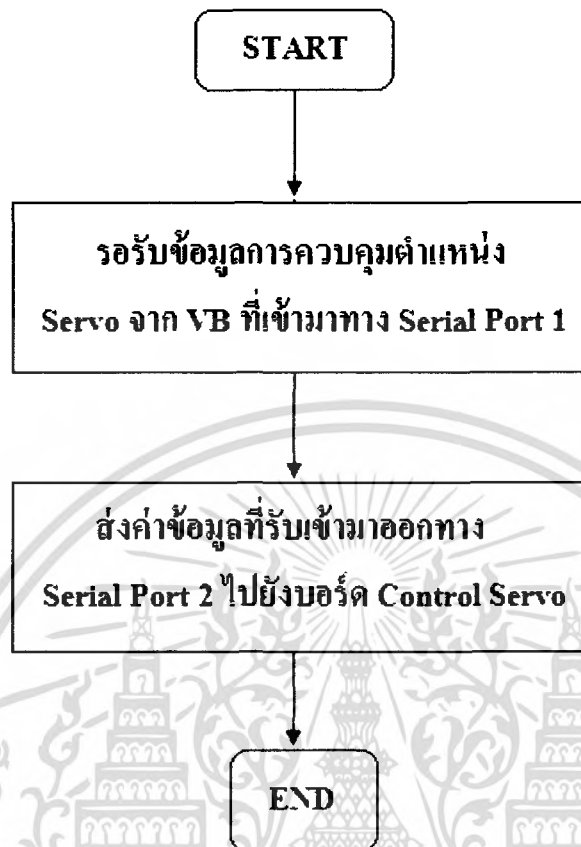 START
รอรับข้อมูลการควบคุมตำแหน่ง
Servo จาก VB ที่เข้ามาทาง Serial Port 1
ส่งค่าข้อมูลที่รับเข้ามาออกทาง
Serial Port 2 ไปยังบอร์ด Control Servo
END